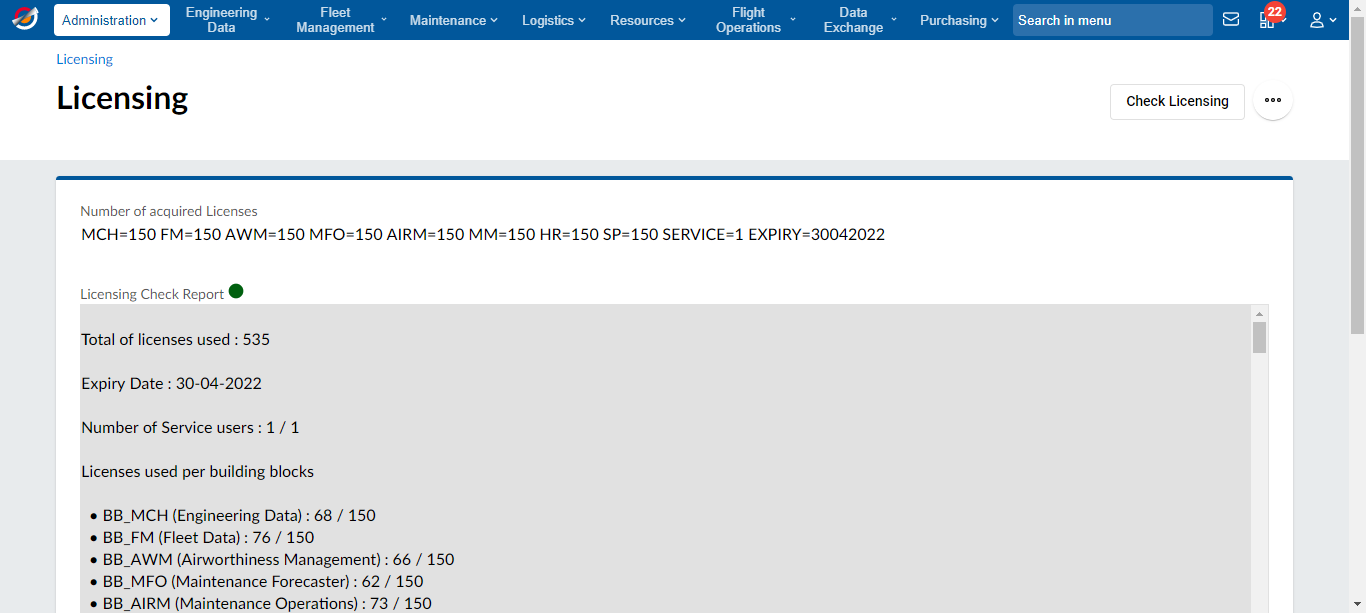 Administration
Engineering
Data
Fleet
Management
Maintenance
Logistics
Resources
Flight
Operations
Data
Exchange
Purchasing
Search in menu
22
Licensing
Licensing
Check Licensing
Number of acquired Licenses
MCH=150 FM=150 AWM=150 MFO=150 AIRM=150 MM=150 HR=150 SP=150 SERVICE=1 EXPIRY=30042022
Licensing Check Report
Total of licenses used : 535
Expiry Date : 30-04-2022
Number of Service users : 1 / 1
Licenses used per building blocks
• BB_MCH (Engineering Data) : 68 / 150
• BB_FM (Fleet Data) : 76 / 150
• BB_AWM (Airworthiness Management) : 66 / 150
• BB_MFO (Maintenance Forecaster) : 62 / 150
• BB_AIRM (Maintenance Operations) : 73 / 150